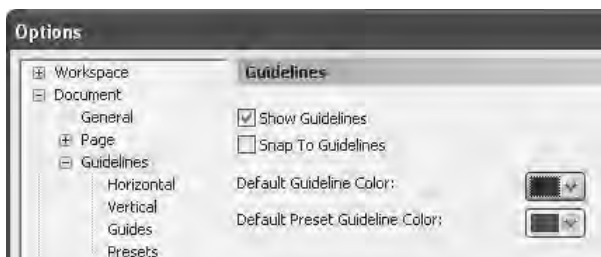 Options
Workspace
Document
General
Page
Guidelines
Horizontal
Vertical
Guides
Presets
Guidelines
Show Guidelines
Snap To Guidelines
Default Guideline Color:
Default Preset Guideline Color: